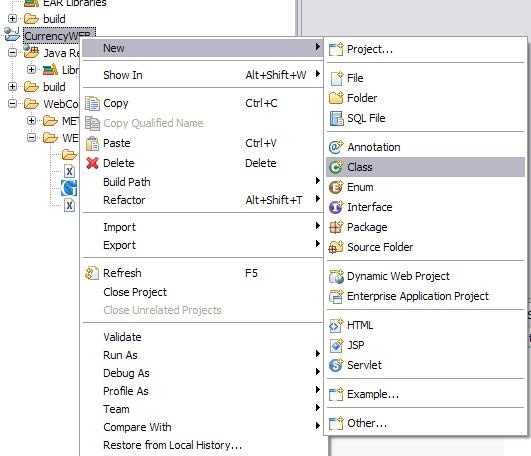 EAR Libraries
build
CurrencyWEB
Java Re
Libr
build
WebCo
MET
WE
New
Show In Alt+Shift+W
Copy Ctrl+C
Copy Qualified Name
Paste Ctrl+V
Delete Delete
Build Path
Refactor Alt+Shift+T
Import
Export
Refresh F5
Close Project
Close Unrelated Projects
Validate
Run As
Debug As
Profile As
Team
Compare With
Restore from Local History...
Project...
File
Folder
SQL File
Annotation
Class
Enum
Interface
Package
Source Folder
Dynamic Web Project
Enterprise Application Project
HTML
JSP
Servlet
Example...
Other...